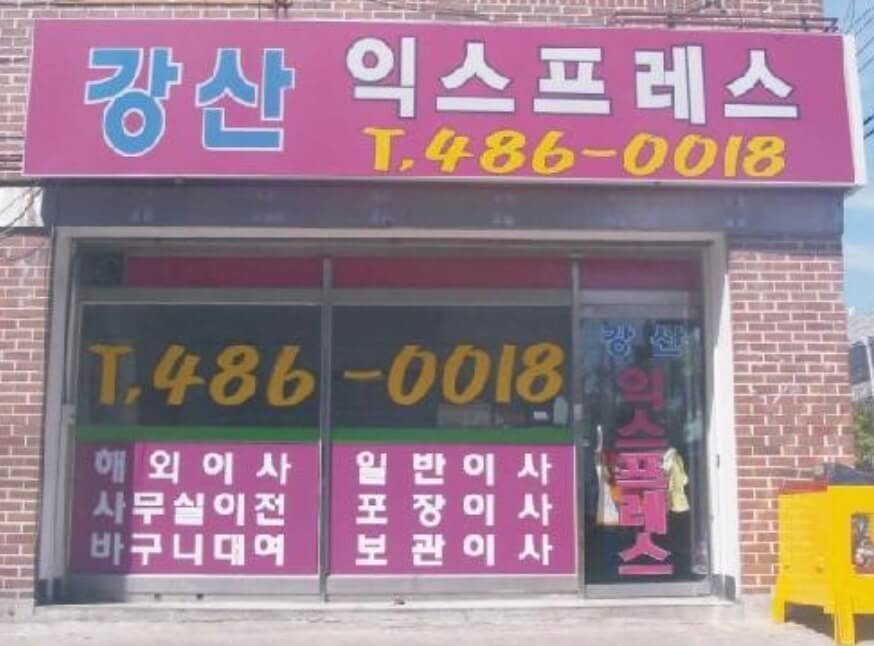 강산 익스프레스
T.486-0018
T.486-0018
해외이사
사무실이전
바구니대여
일반이사
포장이사
보관이사
강산
익스프레스